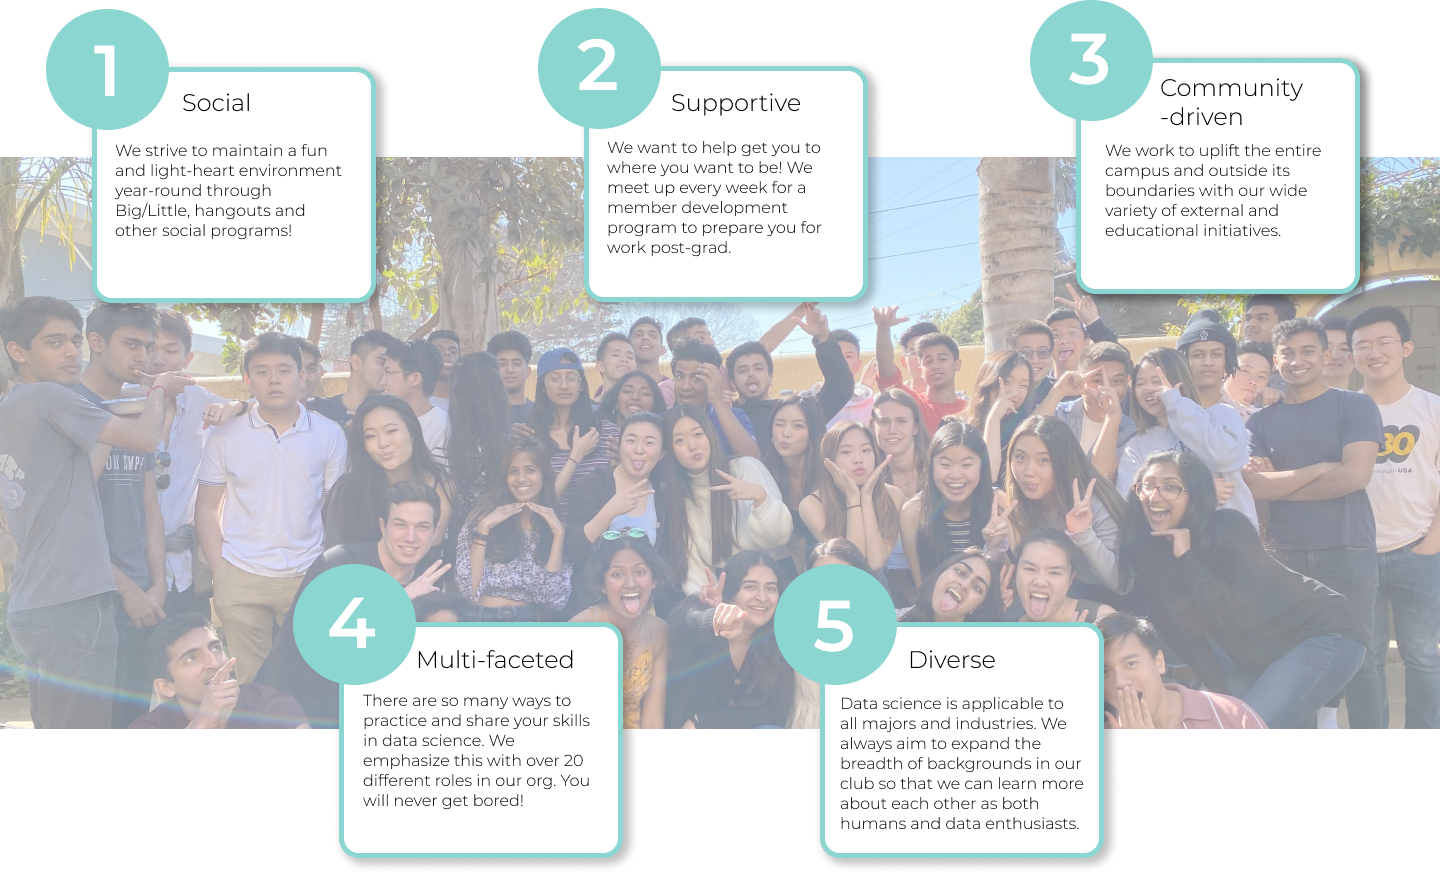 1
Social
We strive to maintain a fun
and light-heart environment
year-round through
Big/Little, hangouts and
other social programs!
2
Supportive
We want to help get you to
where you want to be! We
meet up every week for a
member development
program to prepare you for
work post-grad.
3
Community
-driven
We work to uplift the entire
campus and outside its
boundaries with our wide
variety of external and
educational initiatives.
4
Multi-faceted
There are so many ways to
practice and share your skills
in data science. We
emphasize this with over 20
different roles in our org. You
will never get bored!
5
Diverse
Data science is applicable to
all majors and industries. We
always aim to expand the
breadth of backgrounds in our
club so that we can learn more
about each other as both
humans and data enthusiasts.